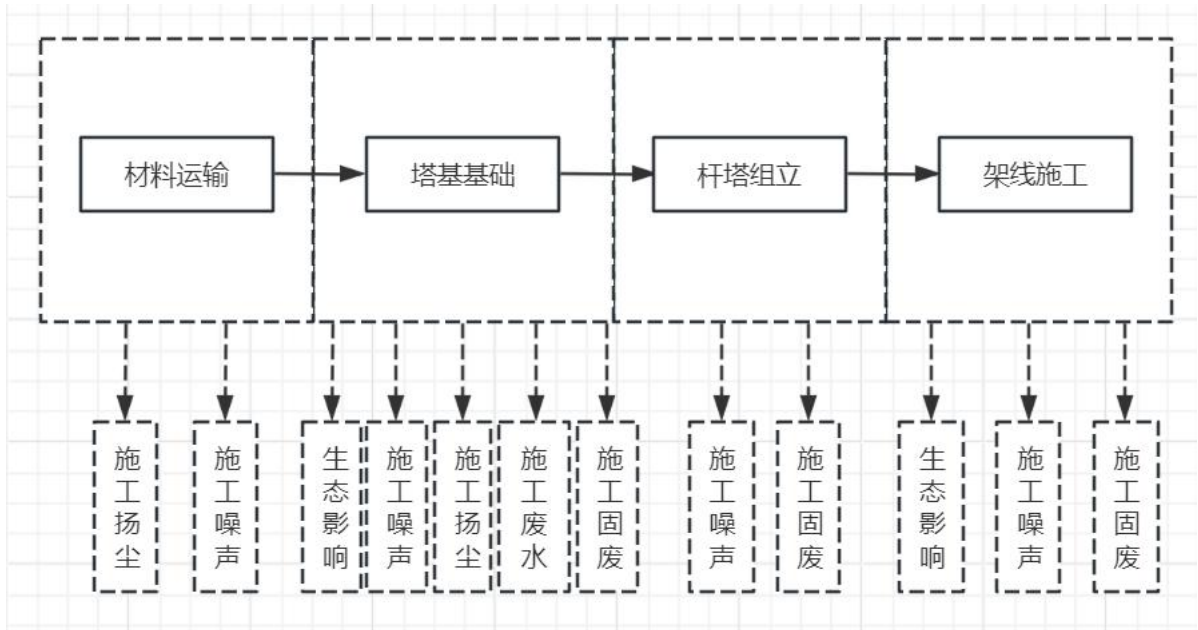 材料运输
塔基基础
杆塔组立
架线施工
施工扬尘
施工噪声
生态影响
施工噪声
施工扬尘
施工废水
施工固废
施工噪声
施工固废
生态影响
施工噪声
施工固废